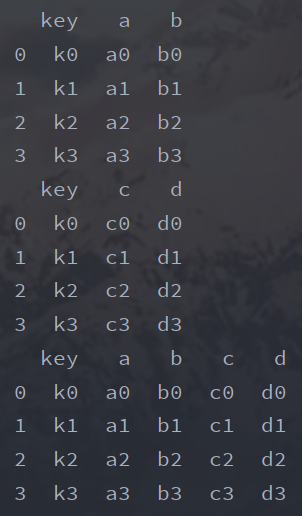 key a b
0 k0 a0 b0
1 k1 a1 b1
2 k2 a2 b2
3 k3 a3 b3
key c d
0 k0 c0 d0
1 k1 c1 d1
2 k2 c2 d2
3 k3 c3 d3
key a b c d
0 k0 a0 b0 c0 d0
1 k1 a1 b1 c1 d1
2 k2 a2 b2 c2 d2
3 k3 a3 b3 c3 d3